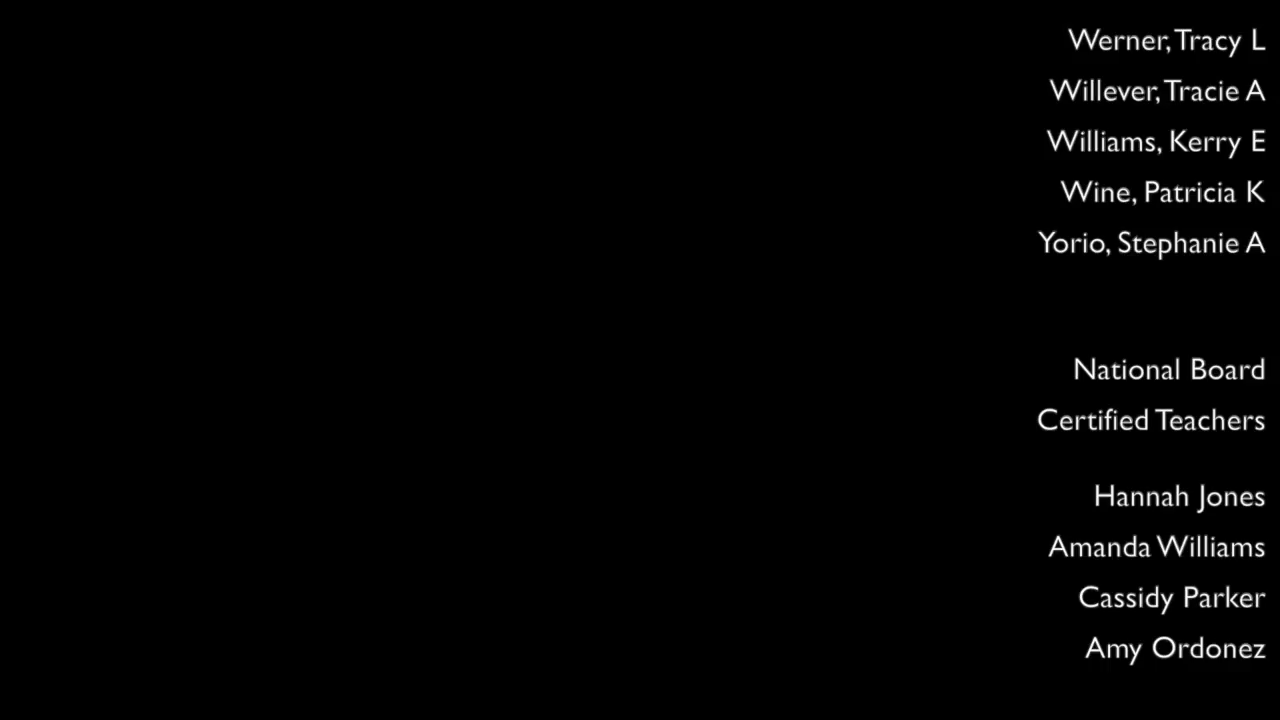 Werner, Tracy L
Willever, Tracie A
Williams, Kerry E
Wine, Patricia K
Yorio, Stephanie A
National Board
Certified Teachers
Hannah Jones
Amanda Williams
Cassidy Parker
Amy Ordonez